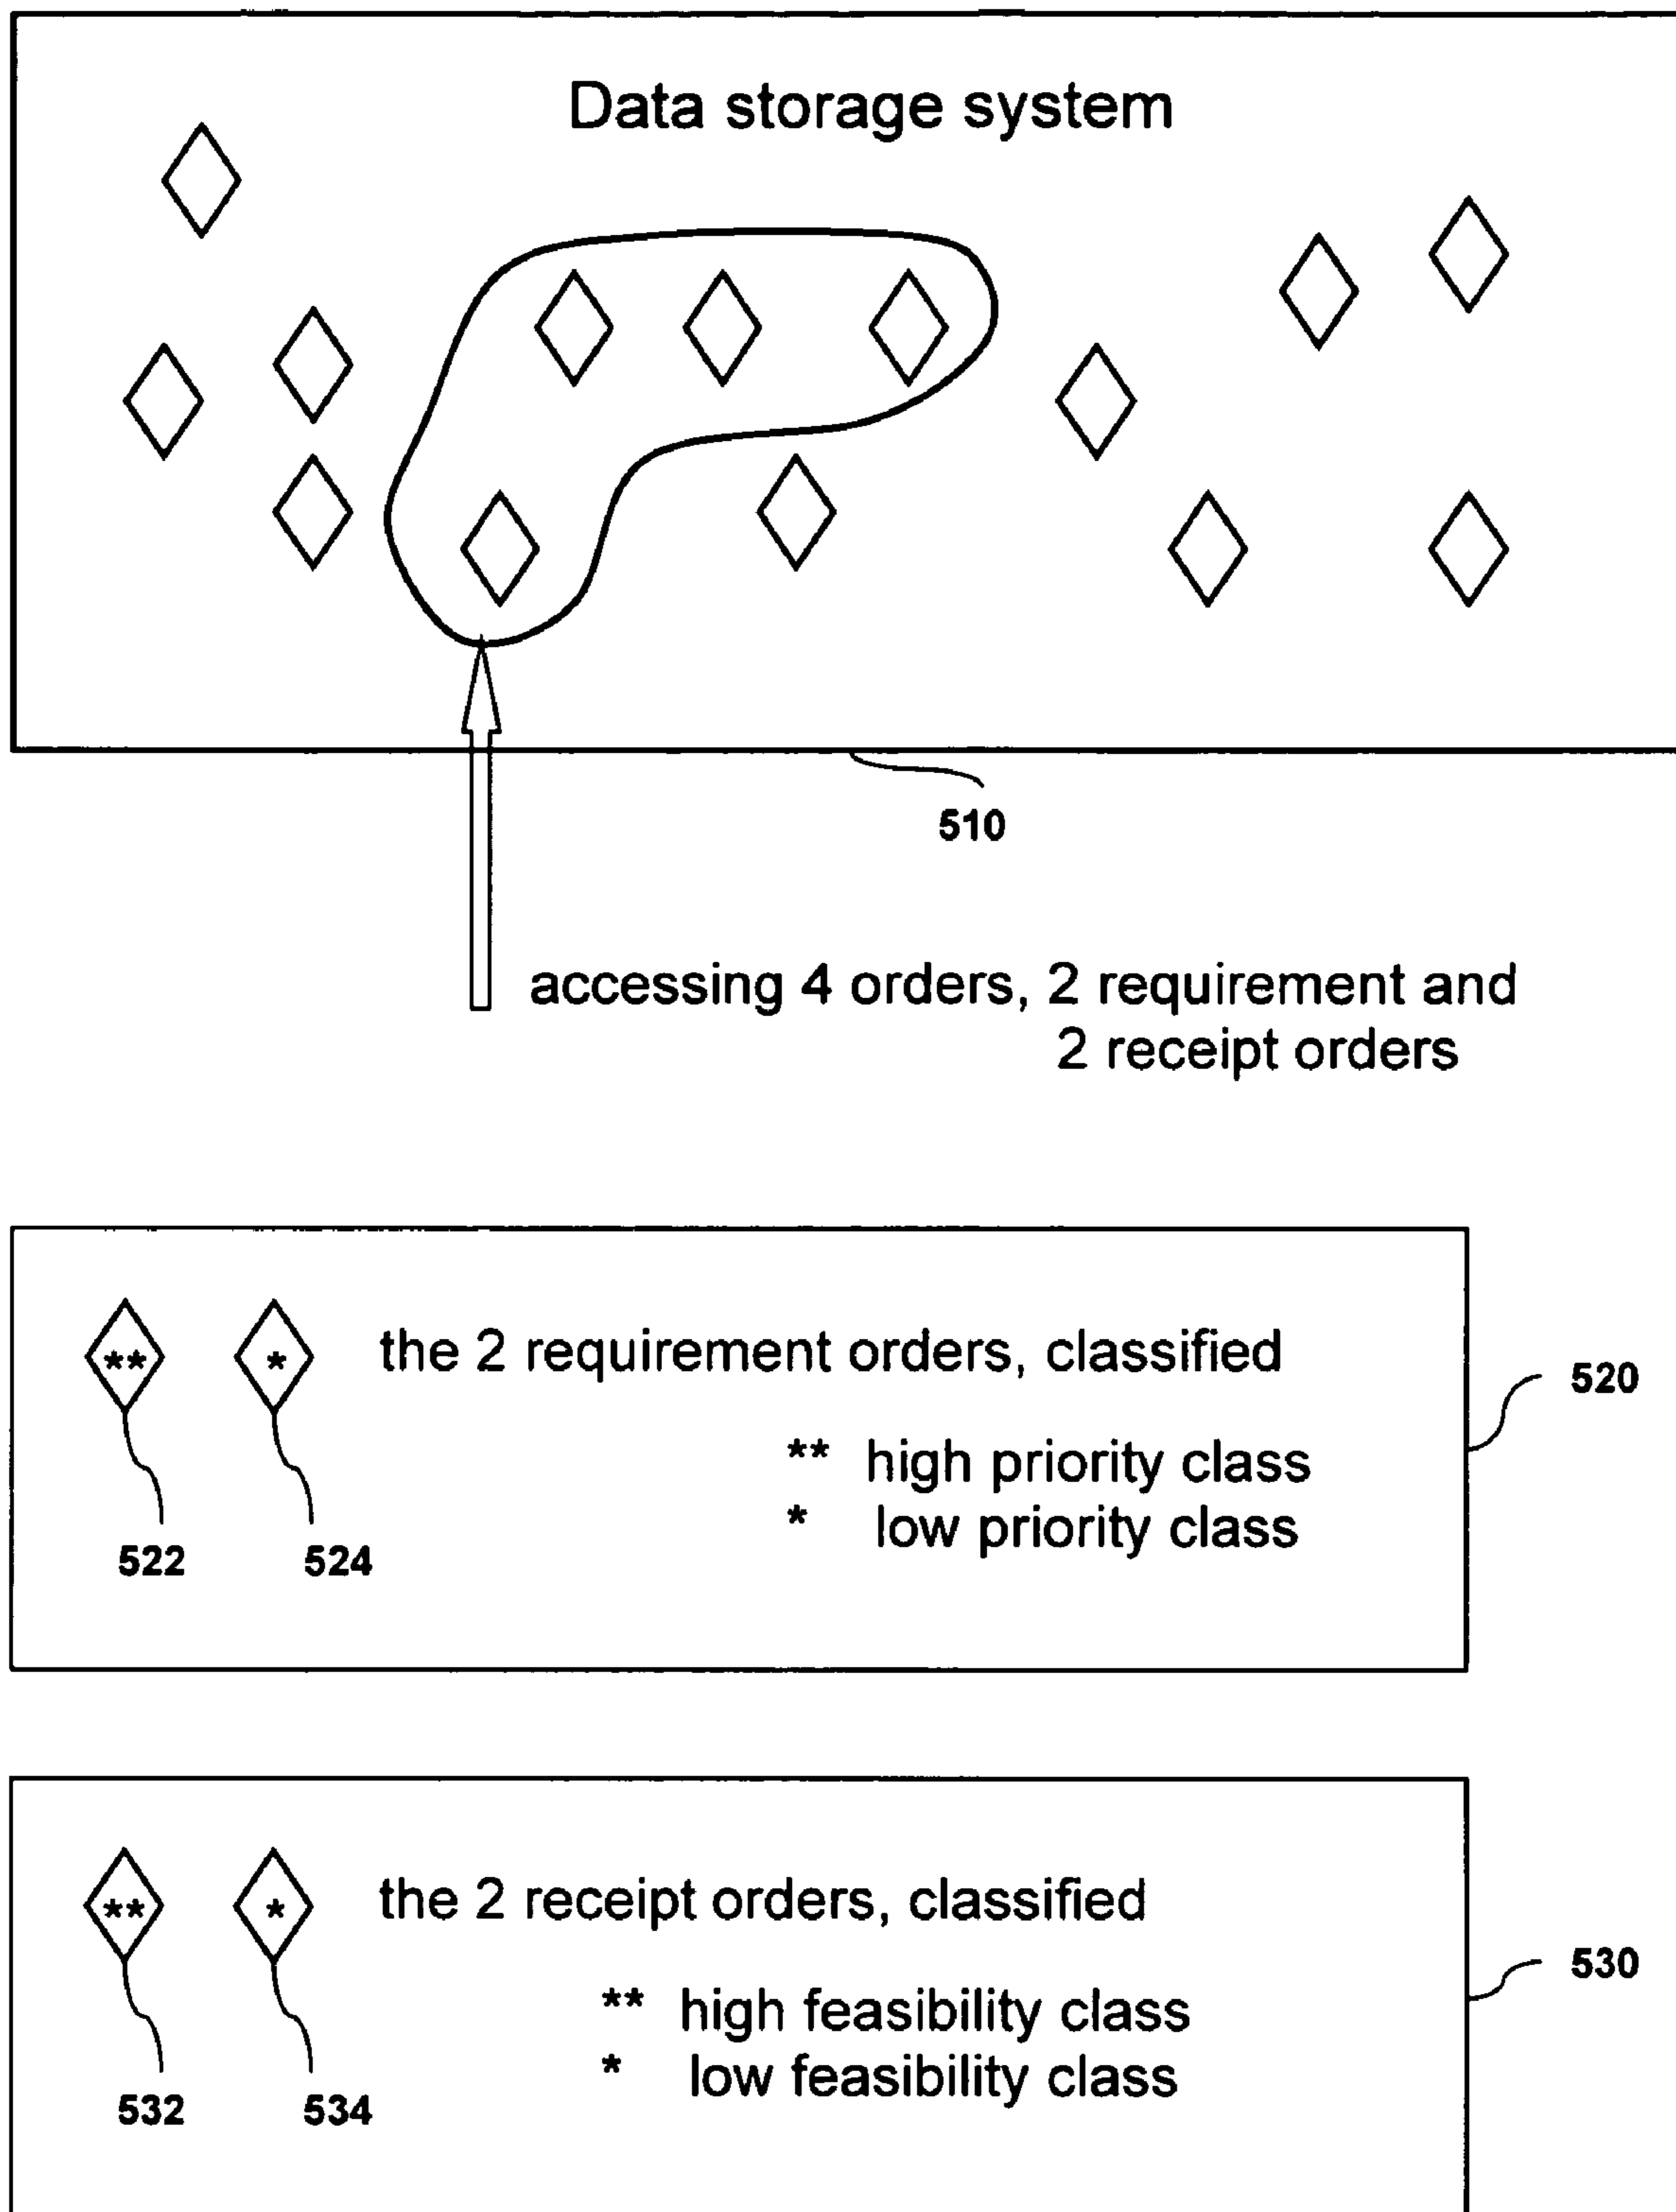 Data storage system
510
accessing 4 orders, 2 requirement and
2 receipt orders
** * the 2 requirement orders, classified
520
** high priority class
* low priority class
522 524
** * the 2 receipt orders, classified
530
** high feasibility class
* low feasibility class
532 534